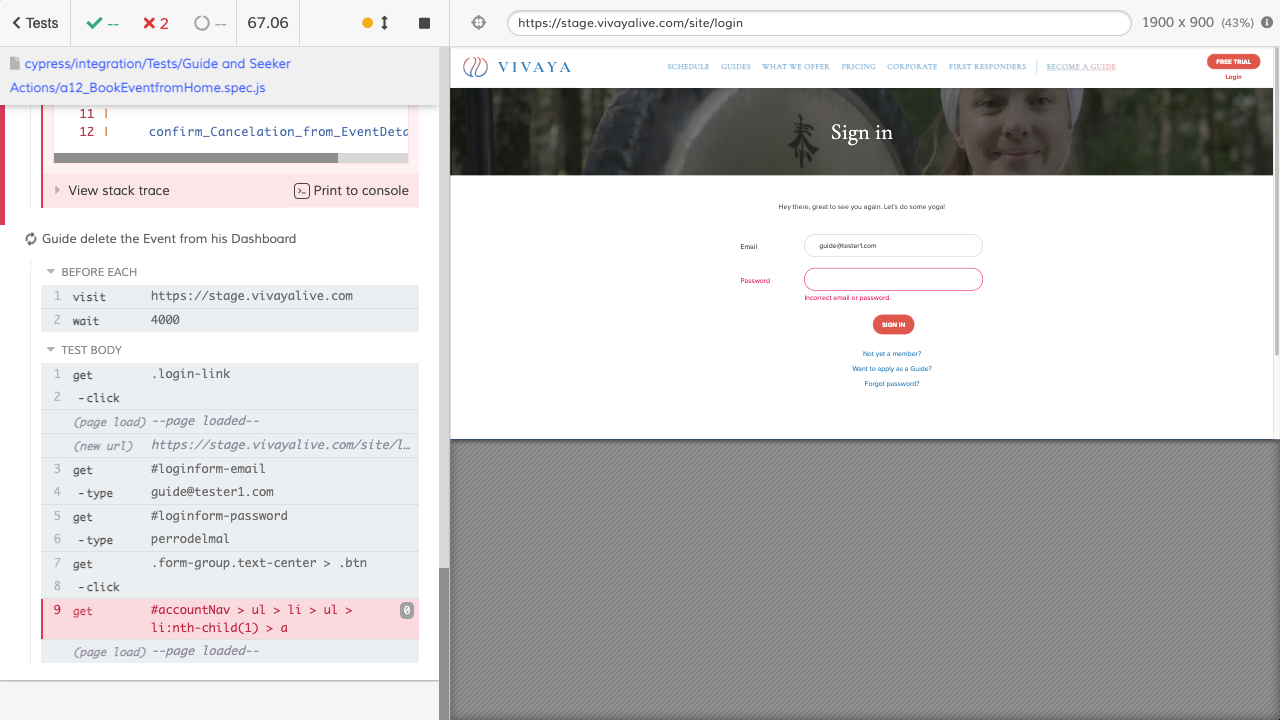 Tests
--
2
--
67.06
https://stage.vivayalive.com/site/login
1900 x 900 (43%)
cypress/integration/Tests/Guide and Seeker
Actions/a12_BookEventfromHome.spec.js
11 |
12 | confirm_Cancelation_from_EventDeta
View stack trace
Print to console
Guide delete the Event from his Dashboard
BEFORE EACH
1 visit https://stage.vivayalive.com
2 wait 4000
TEST BODY
1 get .login-link
2 -click
(page load) --page loaded--
(new url) https://stage.vivayalive.com/site/l…
3 get #loginform-email
4 -type guide@tester1.com
5 get #loginform-password
6 -type perrodelmal
7 get .form-group.text-center > .btn
8 -click
9 get #accountNav > ul > li > ul > 0
li:nth-child(1) > a
(page load) --page loaded--
VIVAYA
SCHEDULE GUIDES WHAT WE OFFER PRICING CORPORATE FIRST RESPONDERS BECOME A GUIDE
FREE TRIAL
Login
Sign in
Hey there, great to see you again. Let's do some yoga!
Email guide@tester1.com
Password
Incorrect email or password.
SIGN IN
Not yet a member?
Want to apply as a Guide?
Forgot password?